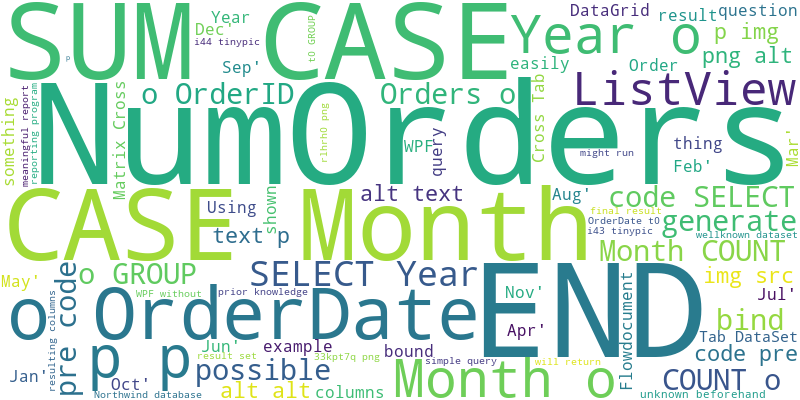 SUM CASE
Dec'
Year
i44 tinypic
Sep'
P
t0 GROUP
Year o
easily
DataGrid
result
question
p img
Order
png alt
something
meaningful report
reporting program
o OrderID
Matrix Cross
NumOrders
r1hrh0 png
Orders o
WPF
query
Cross Tab
ListView
might run
thing
Feb'
Mar'
CASE Month
Using
shown
text p
alt text
Aug'
final result
OrderDate t0
i43 tinypic
code SELECT
generate
wellknown dataset
Month COUNT
May'
o GROUP
pre code
resulting columns
WPF without
prior knowledge
SELECT Year
END
Nov'
Apr'
Flowdocument
img src
Jul'
bind
o OrderDate
Jun'
example
result set
33kpt7q png
bound
simple query
will return
Tab DataSet
code pre
Jan'
p p
Oct'
Northwind database
possible
alt alt
columns
Month o
COUNT o
unknown beforehand